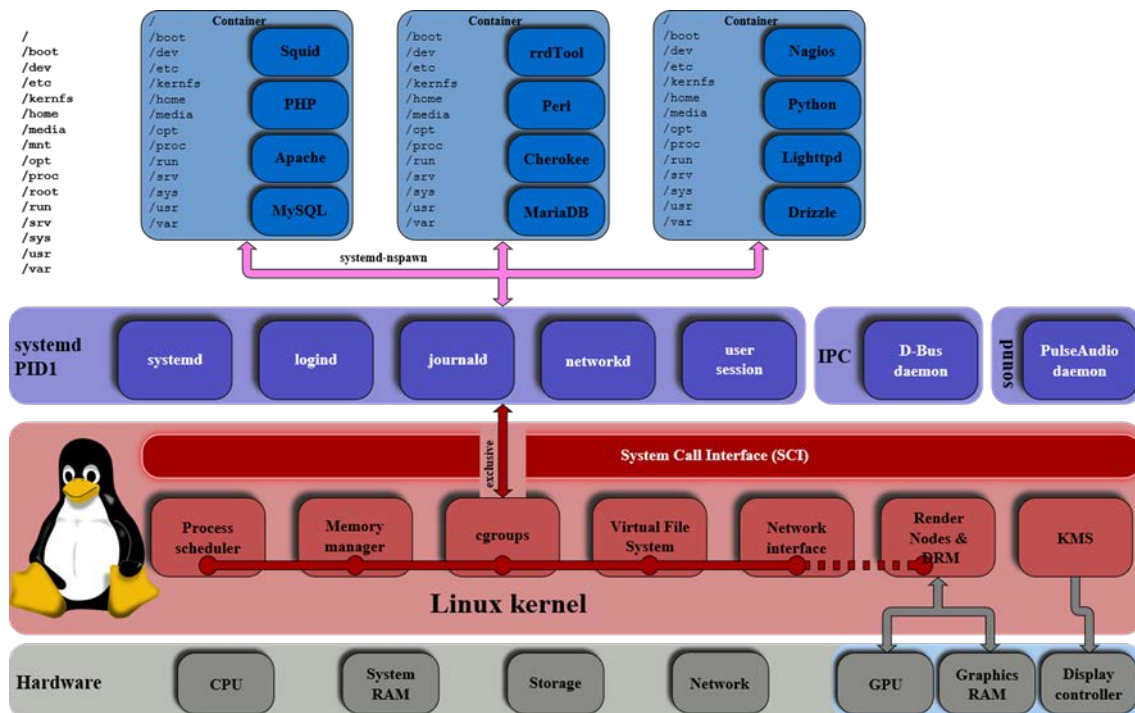 /
/boot
/dev
/etc
/kernfs
/home
/media
/mnt
/opt
/proc
/root
/run
/srv
/sys
/usr
/var
/ Container
/boot
/dev
/etc
/kernfs
/home
/media
/opt
/proc
/run
/srv
/sys
/usr
/var
Squid
PHP
Apache
MySQL
/ Container
/boot
/dev
/etc
/kernfs
/home
/media
/opt
/proc
/run
/srv
/sys
/usr
/var
rrdTool
Perl
Cherokee
MariaDB
/ Container
/boot
/dev
/etc
/kernfs
/home
/media
/opt
/proc
/run
/srv
/sys
/usr
/var
Nagios
Python
Lighttpd
Drizzle
systemd-nspawn
systemd
PID1
systemd
logind
journald
networkd
user
session
IPC
D-Bus
daemon
sound
PulseAudio
daemon
exclusive
System Call Interface (SCI)
Process
scheduler
Memory
manager
cgroups
Virtual File
System
Network
interface
Render
Nodes &
DRM
KMS
Linux kernel
Hardware
CPU
System
RAM
Storage
Network
GPU
Graphics
RAM
Display
controller